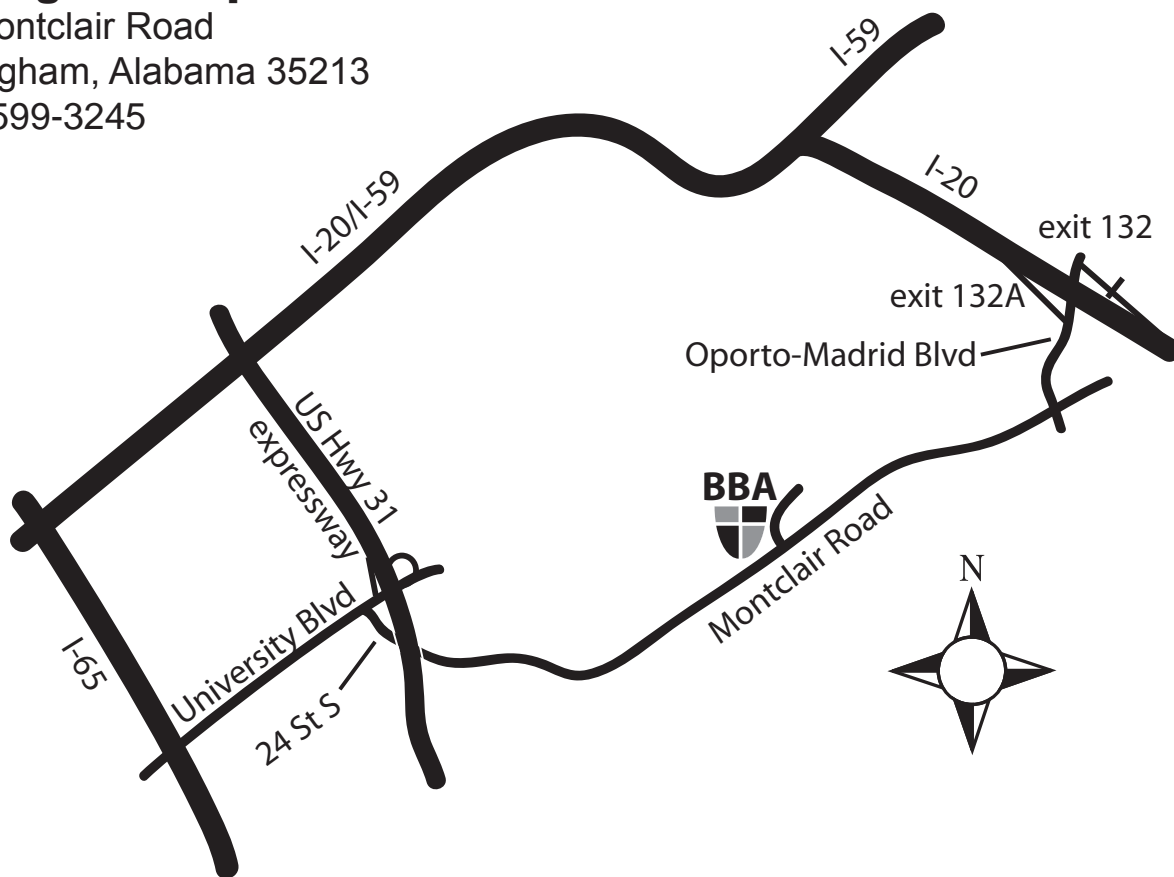 ontclair Road
gham, Alabama 35213
599-3245
I-59
I-20/I-59
I-20
exit 132
exit 132A
Oporto-Madrid Blvd
US Hwy 31
expressway
BBA
Montclair Road
N
University Blvd
I-65
24 St S